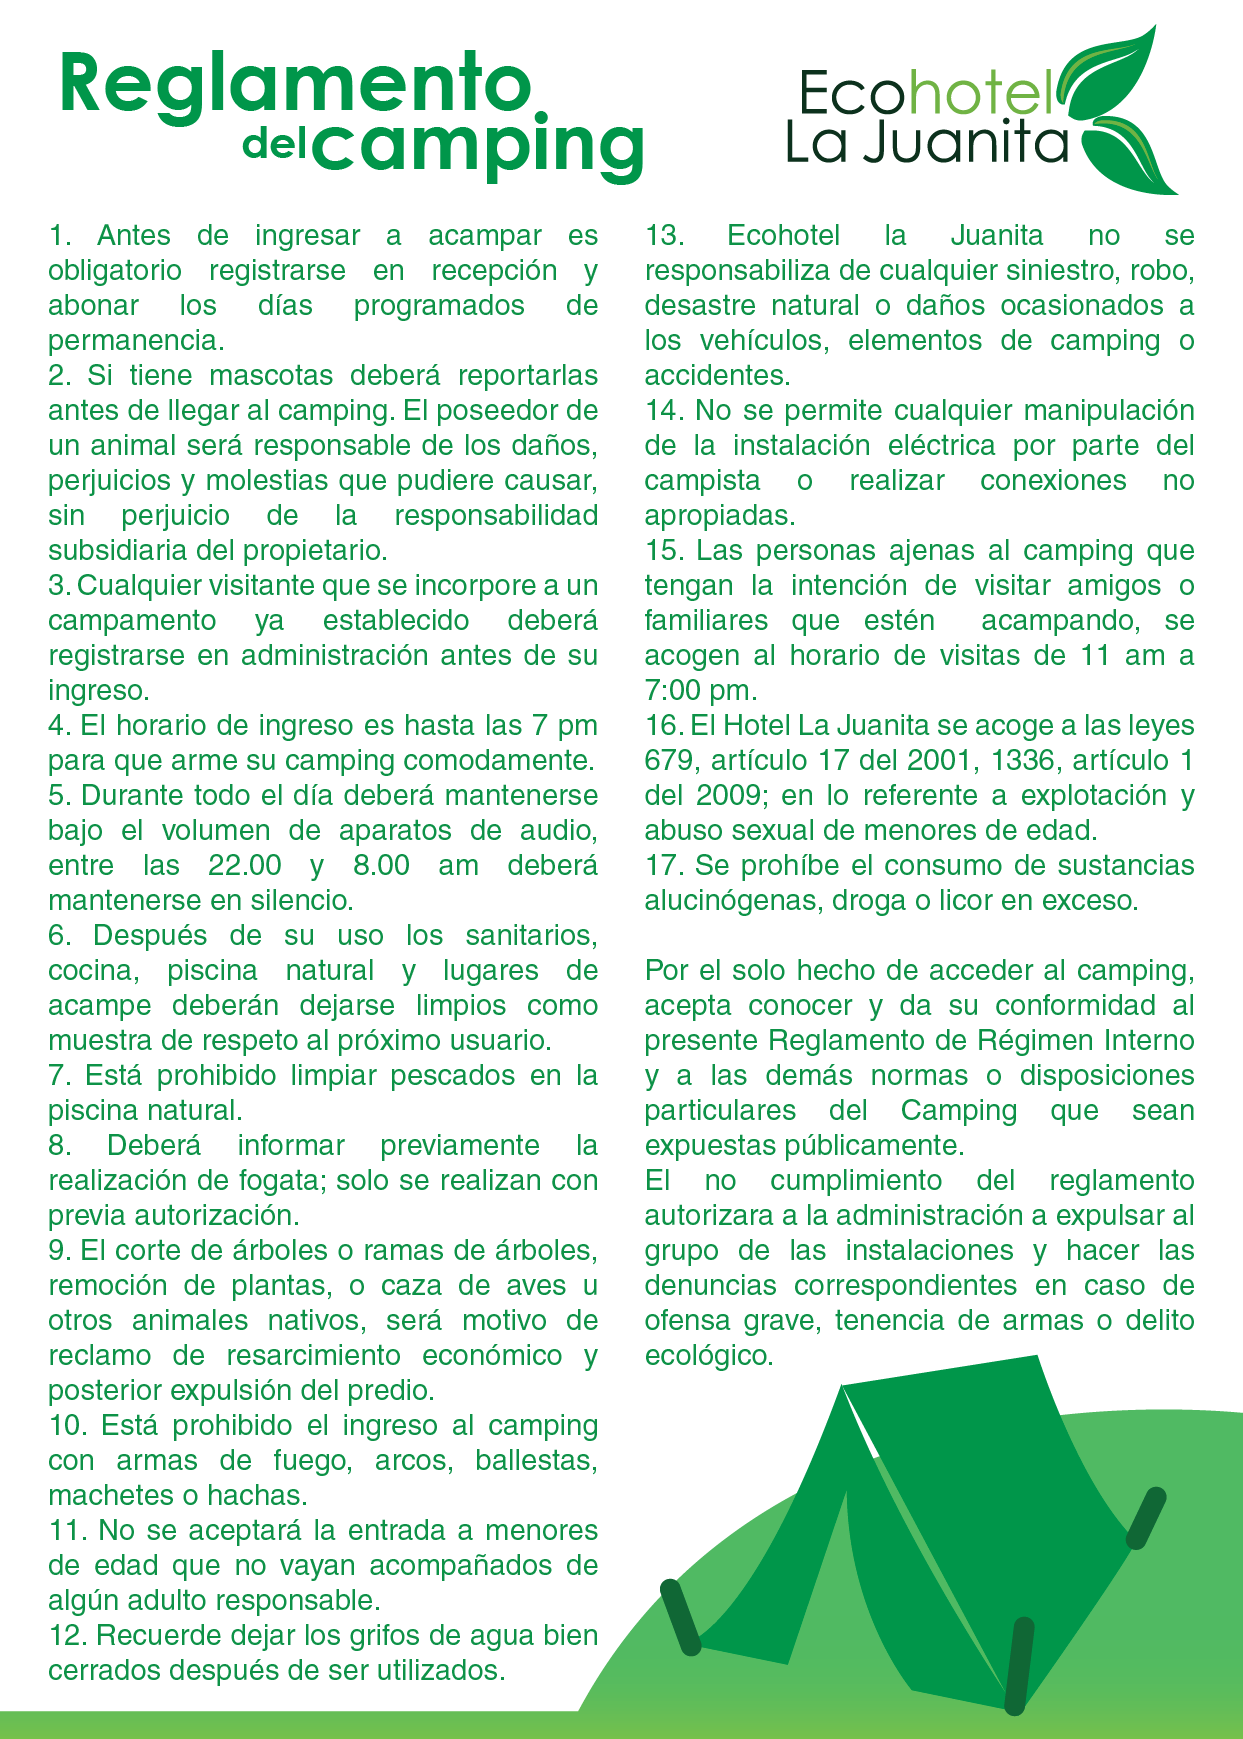 Reglamento
del camping
Ecohotel
La Juanita
1. Antes de ingresar a acampar es
obligatorio registrarse en recepción y
abonar los días programados de
permanencia.
2. Si tiene mascotas deberá reportarlas
antes de llegar al camping. El poseedor de
un animal será responsable de los daños,
perjuicios y molestias que pudiere causar,
sin perjuicio de la responsabilidad
subsidiaria del propietario.
3. Cualquier visitante que se incorpore a un
campamento ya establecido deberá
registrarse en administración antes de su
ingreso.
4. El horario de ingreso es hasta las 7 pm
para que arme su camping comodamente.
5. Durante todo el día deberá mantenerse
bajo el volumen de aparatos de audio,
entre las 22.00 y 8.00 am deberá
mantenerse en silencio.
6. Después de su uso los sanitarios,
cocina, piscina natural y lugares de
acampe deberán dejarse limpios como
muestra de respeto al próximo usuario.
7. Está prohibido limpiar pescados en la
piscina natural.
8. Deberá informar previamente la
realización de fogata; solo se realizan con
previa autorización.
9. El corte de árboles o ramas de árboles,
remoción de plantas, o caza de aves u
otros animales nativos, será motivo de
reclamo de resarcimiento económico y
posterior expulsión del predio.
10. Está prohibido el ingreso al camping
con armas de fuego, arcos, ballestas,
machetes o hachas.
11. No se aceptará la entrada a menores
de edad que no vayan acompañados de
algún adulto responsable.
12. Recuerde dejar los grifos de agua bien
cerrados después de ser utilizados.
13. Ecohotel la Juanita no se
responsabiliza de cualquier siniestro, robo,
desastre natural o daños ocasionados a
los vehículos, elementos de camping o
accidentes.
14. No se permite cualquier manipulación
de la instalación eléctrica por parte del
campista o realizar conexiones no
apropiadas.
15. Las personas ajenas al camping que
tengan la intención de visitar amigos o
familiares que estén acampando, se
acogen al horario de visitas de 11 am a
7:00 pm.
16. El Hotel La Juanita se acoge a las leyes
679, artículo 17 del 2001, 1336, artículo 1
del 2009; en lo referente a explotación y
abuso sexual de menores de edad.
17. Se prohíbe el consumo de sustancias
alucinógenas, droga o licor en exceso.
Por el solo hecho de acceder al camping,
acepta conocer y da su conformidad al
presente Reglamento de Régimen Interno
y a las demás normas o disposiciones
particulares del Camping que sean
expuestas públicamente.
El no cumplimiento del reglamento
autorizara a la administración a expulsar al
grupo de las instalaciones y hacer las
denuncias correspondientes en caso de
ofensa grave, tenencia de armas o delito
ecológico.